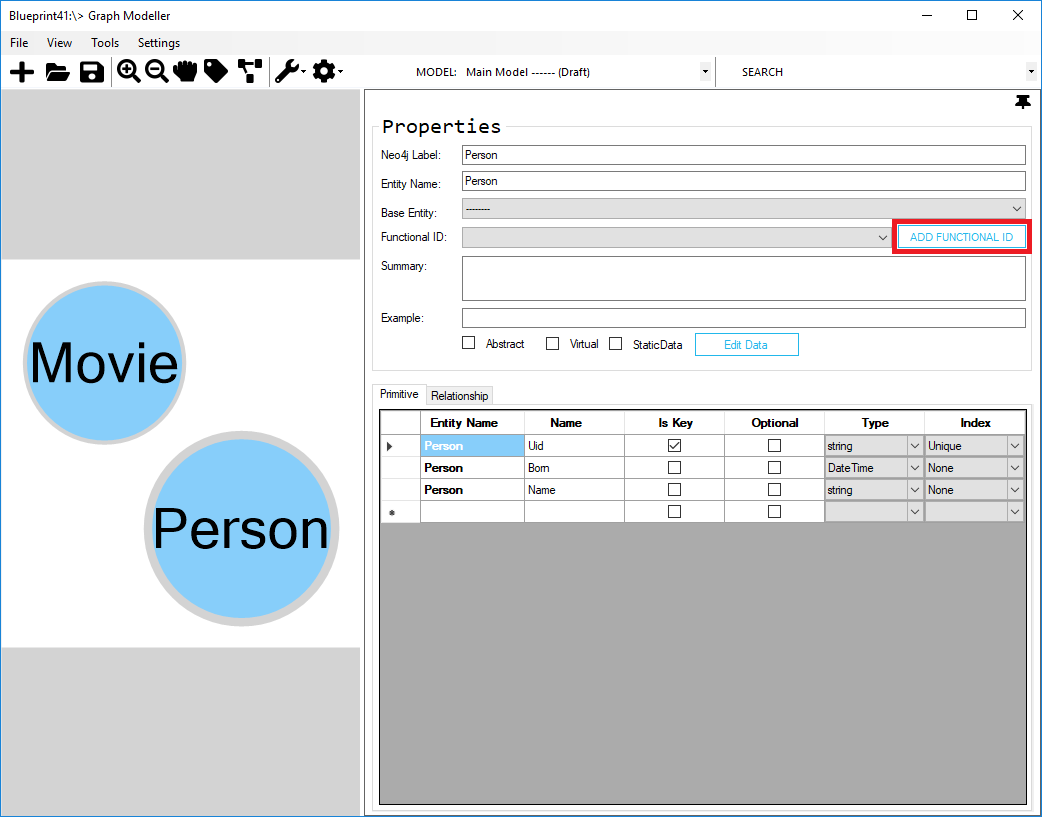 Blueprint41:\> Graph Modeller
File View Tools Settings
MODEL: Main Model ------ (Draft) SEARCH
Properties
Neo4j Label: Person
Entity Name: Person
Base Entity: --------
Functional ID: ADD FUNCTIONAL ID
Summary:
Example:
Abstract Virtual StaticData Edit Data
Movie
Person
Primitive Relationship
Entity Name Name Is Key Optional Type Index
Person Uid string Unique
Person Born DateTime None
Person Name string None